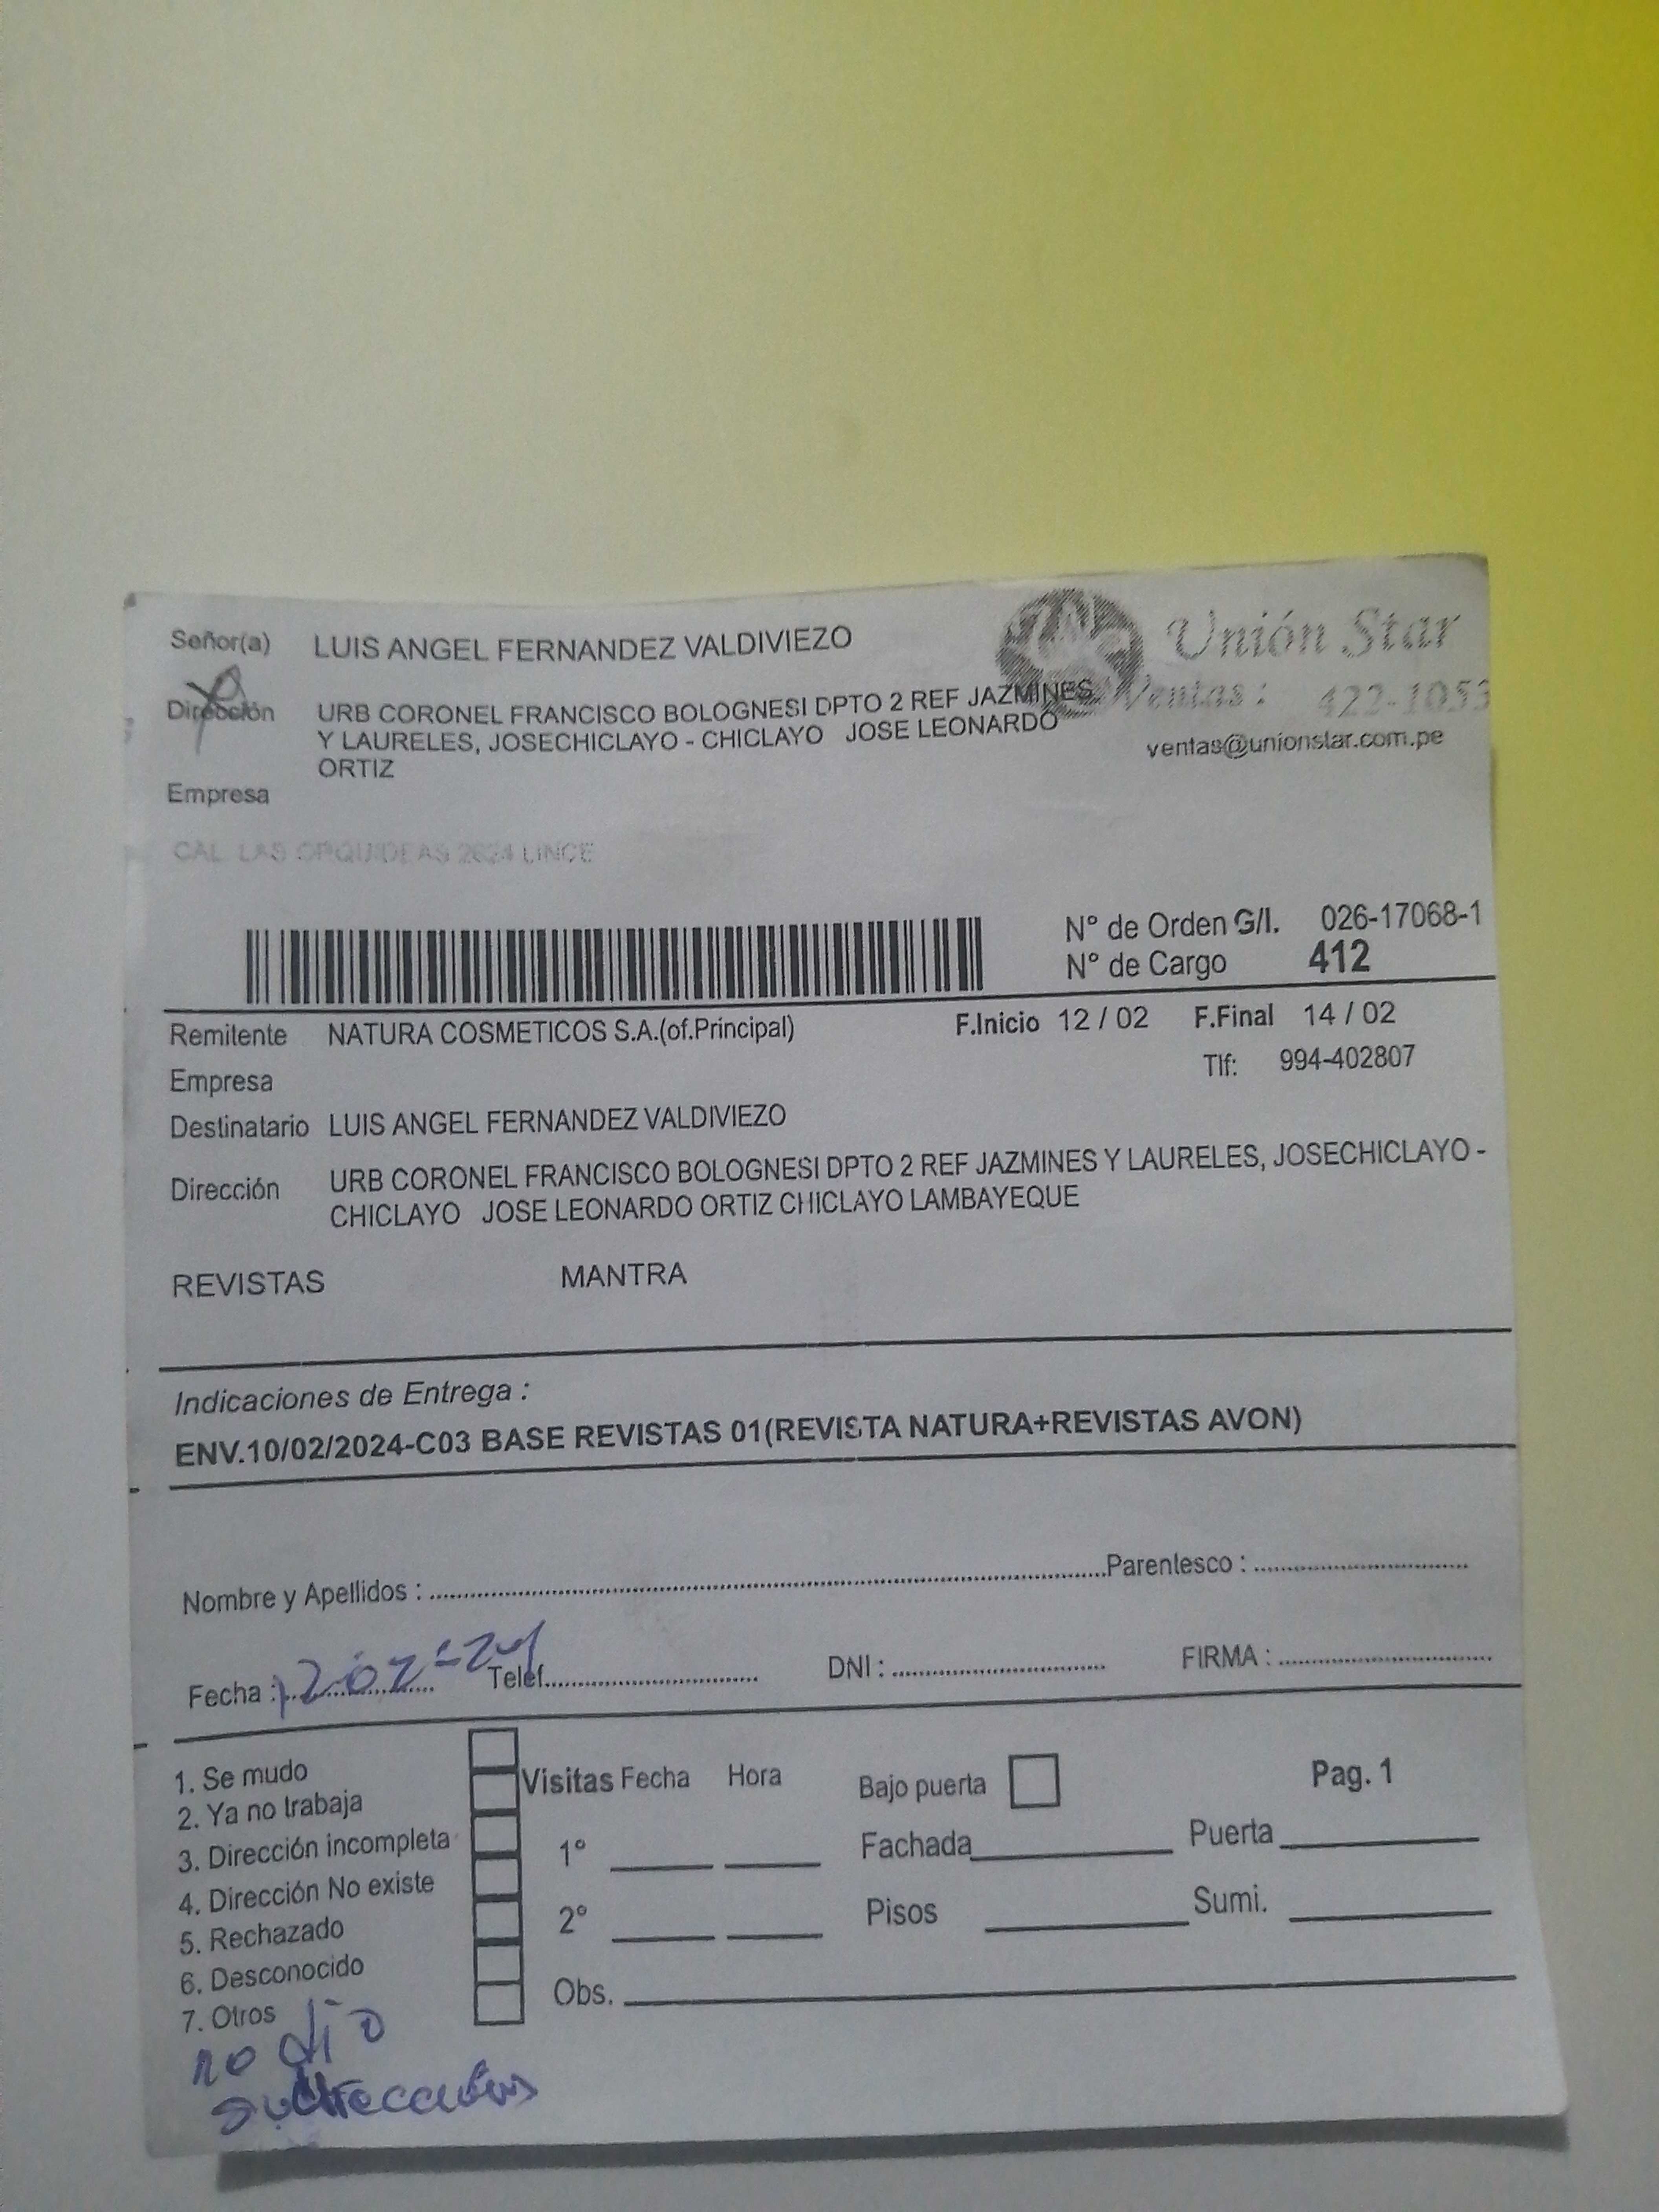 Señor(a) LUIS ANGEL FERNANDEZ VALDIVIEZO
Unión Star
Ventas : 422-1053
ventas@unionstar.com.pe
Dirección URB CORONEL FRANCISCO BOLOGNESI DPTO 2 REF JAZMINES
Y LAURELES, JOSECHICLAYO - CHICLAYO JOSE LEONARDO
ORTIZ
Empresa
CAL. LAS ORQUIDEAS 2624 LINCE
N° de Orden G/I. 026-17068-1
N° de Cargo 412
Remitente NATURA COSMETICOS S.A.(of.Principal) F.Inicio 12 / 02 F.Final 14 / 02
Empresa Tlf: 994-402807
Destinatario LUIS ANGEL FERNANDEZ VALDIVIEZO
Dirección URB CORONEL FRANCISCO BOLOGNESI DPTO 2 REF JAZMINES Y LAURELES, JOSECHICLAYO -
CHICLAYO JOSE LEONARDO ORTIZ CHICLAYO LAMBAYEQUE
REVISTAS MANTRA
Indicaciones de Entrega :
ENV.10/02/2024-C03 BASE REVISTAS 01(REVISTA NATURA+REVISTAS AVON)
Nombre y Apellidos : Parentesco :
Fecha : 12-02-24 Telef. DNI : FIRMA :
1. Se mudo
2. Ya no trabaja
3. Dirección incompleta
4. Dirección No existe
5. Rechazado
6. Desconocido
7. Otros
Visitas Fecha Hora Bajo puerta Pag. 1
1° Fachada Puerta
2° Pisos Sumi.
Obs.
no dio